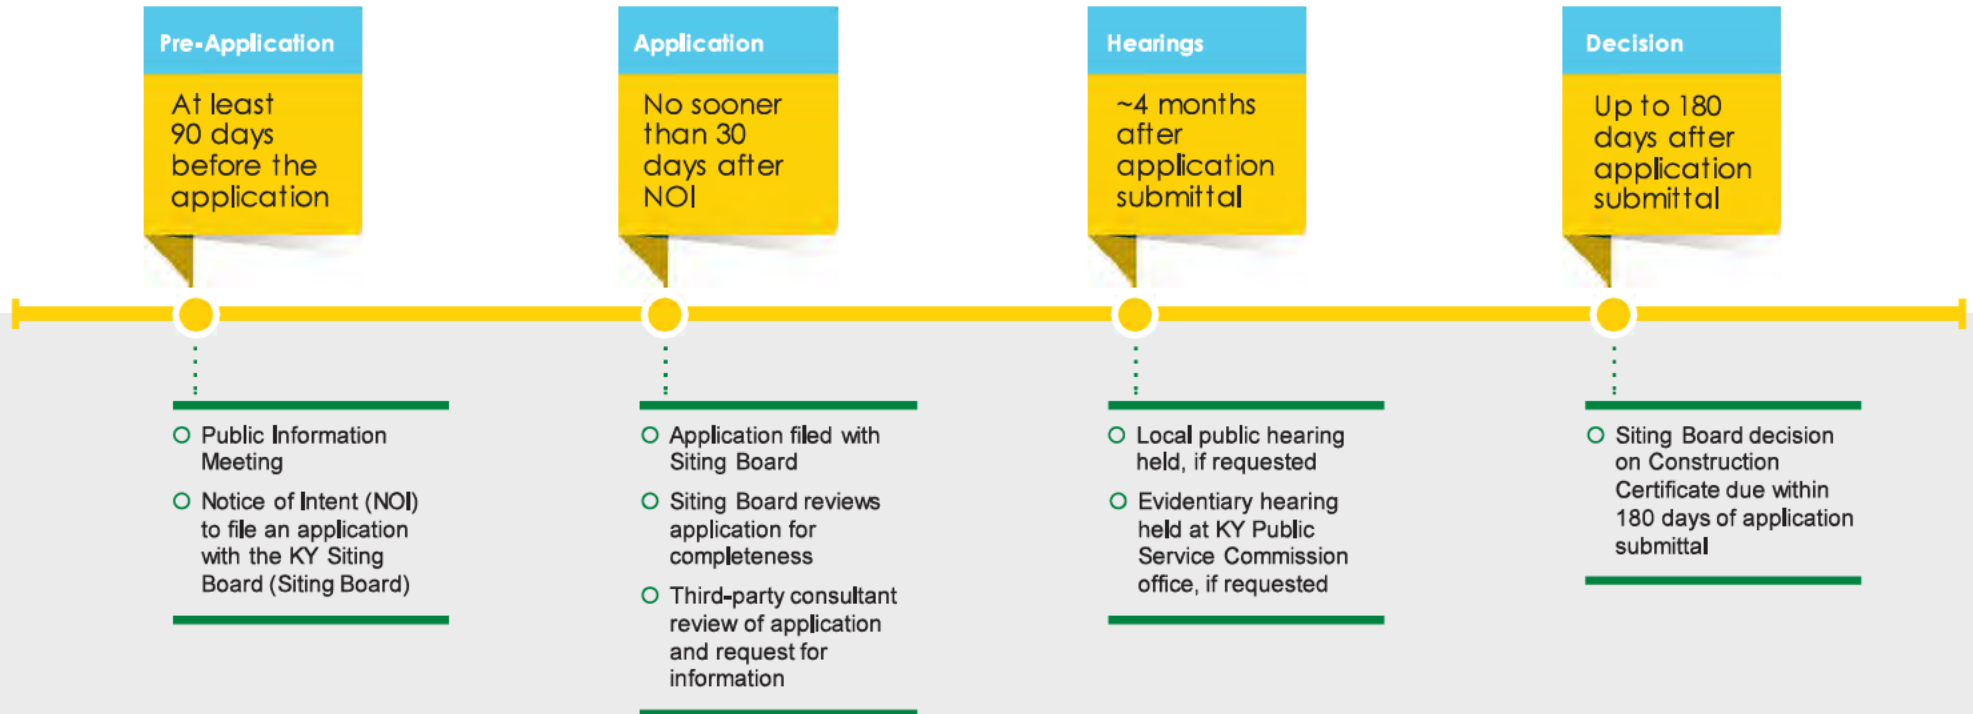 Pre-Application
At least
90 days
before the
application
Application
No sooner
than 30
days after
NOI
Hearings
~4 months
after
application
submittal
Decision
Up to 180
days after
application
submittal
Public Information
Meeting
Notice of Intent (NOI)
to file an application
with the KY Siting
Board (Siting Board)
Application filed with
Siting Board
Siting Board reviews
application for
completeness
Third-party consultant
review of application
and request for
information
Local public hearing
held, if requested
Evidentiary hearing
held at KY Public
Service Commission
office, if requested
Siting Board decision
on Construction
Certificate due within
180 days of application
submittal